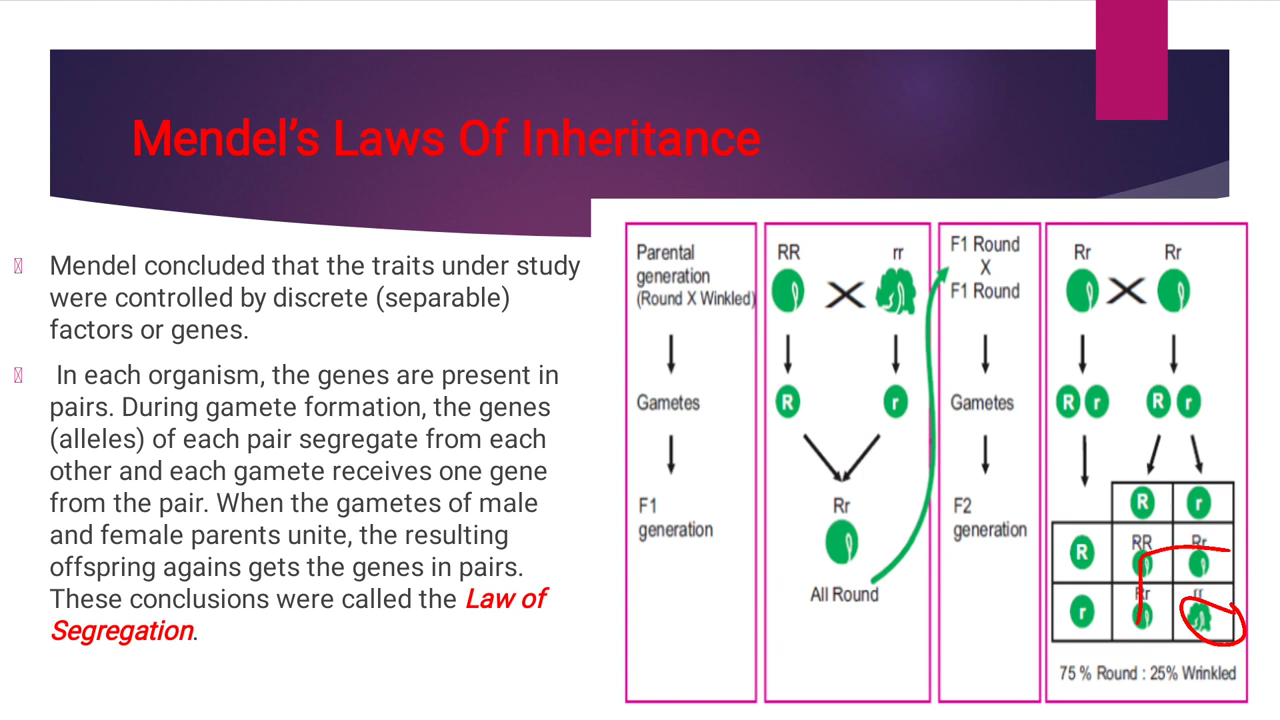 Mendel’s Laws Of Inheritance
Mendel concluded that the traits under study
were controlled by discrete (separable)
factors or genes.
In each organism, the genes are present in
pairs. During gamete formation, the genes
(alleles) of each pair segregate from each
other and each gamete receives one gene
from the pair. When the gametes of male
and female parents unite, the resulting
offspring agains gets the genes in pairs.
These conclusions were called the Law of
Segregation.
Parental
generation
(Round X Winkled)
Gametes
F1
generation
RR rr
R r
Rr
All Round
F1 Round
X
F1 Round
Gametes
F2
generation
Rr Rr
R r R r
R r
R RR Rr
r Rr rr
75 % Round : 25% Wrinkled